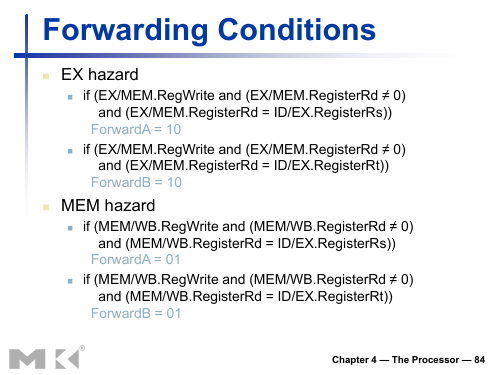 Forwarding Conditions
EX hazard
if (EX/MEM.RegWrite and (EX/MEM.RegisterRd ≠ 0)
and (EX/MEM.RegisterRd = ID/EX.RegisterRs))
ForwardA = 10
if (EX/MEM.RegWrite and (EX/MEM.RegisterRd ≠ 0)
and (EX/MEM.RegisterRd = ID/EX.RegisterRt))
ForwardB = 10
MEM hazard
if (MEM/WB.RegWrite and (MEM/WB.RegisterRd ≠ 0)
and (MEM/WB.RegisterRd = ID/EX.RegisterRs))
ForwardA = 01
if (MEM/WB.RegWrite and (MEM/WB.RegisterRd ≠ 0)
and (MEM/WB.RegisterRd = ID/EX.RegisterRt))
ForwardB = 01
MK®
Chapter 4 — The Processor — 84